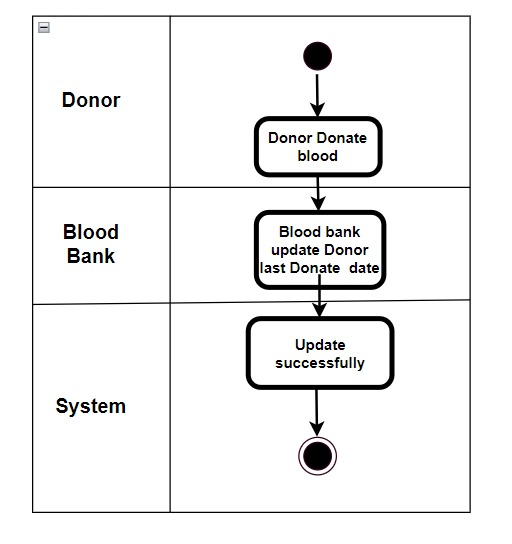 Donor
Donor Donate
blood
Blood
Bank
Blood bank
update Donor
last Donate date
System
Update
successfully